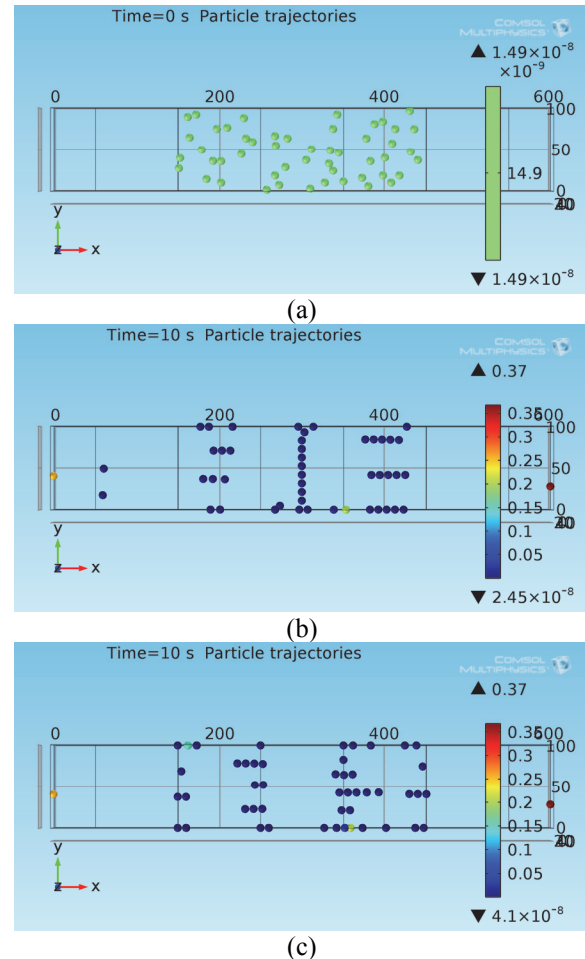 Time=0 s Particle trajectories
COMSOL
MULTIPHYSICS
▲ 1.49×10⁻⁸
×10⁻⁹
0 200 400 600
100
50
0
14.9
y
z x
▼ 1.49×10⁻⁸
(a)
Time=10 s Particle trajectories
COMSOL
MULTIPHYSICS
▲ 0.37
0 200 400 600
100
50
0
0.35
0.3
0.25
0.2
0.15
0.1
0.05
y
z x
▼ 2.45×10⁻⁸
(b)
Time=10 s Particle trajectories
COMSOL
MULTIPHYSICS
▲ 0.37
0 200 400 600
100
50
0
0.35
0.3
0.25
0.2
0.15
0.1
0.05
y
z x
▼ 4.1×10⁻⁸
(c)